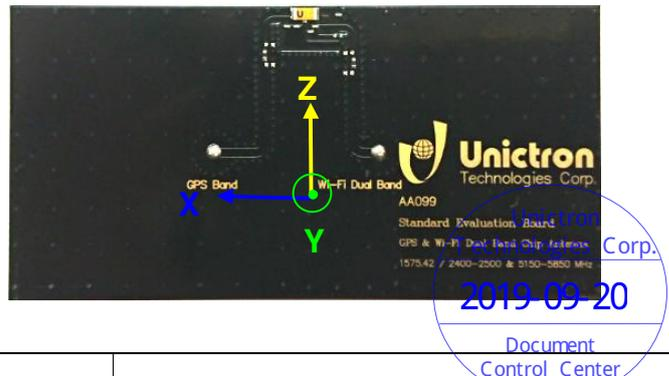 U
Z
GPS Band
Wi-Fi Dual Band
X
Y
Unictron
Technologies Corp.
AA099
Standard Evaluation Board
GPS & Wi-Fi Dual Band Chip Antenna
1575.42 / 2400-2500 & 5150-5850 MHz
Unictron
Technologies Corp.
2019-09-20
Document
Control Center